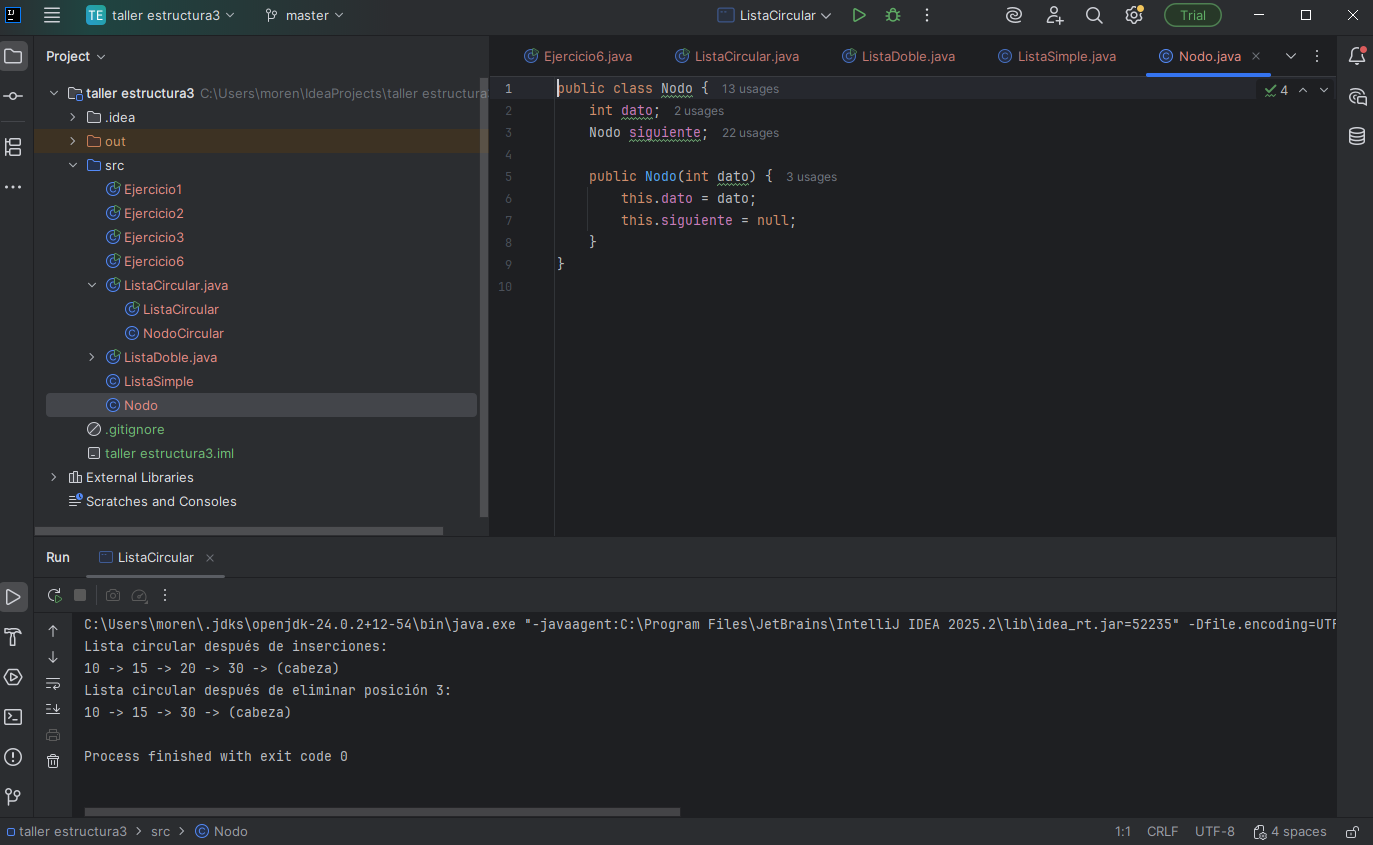 TE taller estructura3 master ListaCircular Trial
Project
taller estructura3 C:\Users\moren\IdeaProjects\taller estructura
.idea
out
src
Ejercicio1
Ejercicio2
Ejercicio3
Ejercicio6
ListaCircular.java
ListaCircular
NodoCircular
ListaDoble.java
ListaSimple
Nodo
.gitignore
taller estructura3.iml
External Libraries
Scratches and Consoles
Ejercicio6.java ListaCircular.java ListaDoble.java ListaSimple.java Nodo.java
1 public class Nodo { 13 usages 4
2 int dato; 2 usages
3 Nodo siguiente; 22 usages
4
5 public Nodo(int dato) { 3 usages
6 this.dato = dato;
7 this.siguiente = null;
8 }
9 }
10
Run ListaCircular
C:\Users\moren\.jdks\openjdk-24.0.2+12-54\bin\java.exe "-javaagent:C:\Program Files\JetBrains\IntelliJ IDEA 2025.2\lib\idea_rt.jar=52235" -Dfile.encoding=UTF
Lista circular después de inserciones:
10 -> 15 -> 20 -> 30 -> (cabeza)
Lista circular después de eliminar posición 3:
10 -> 15 -> 30 -> (cabeza)
Process finished with exit code 0
taller estructura3 > src > Nodo 1:1 CRLF UTF-8 4 spaces